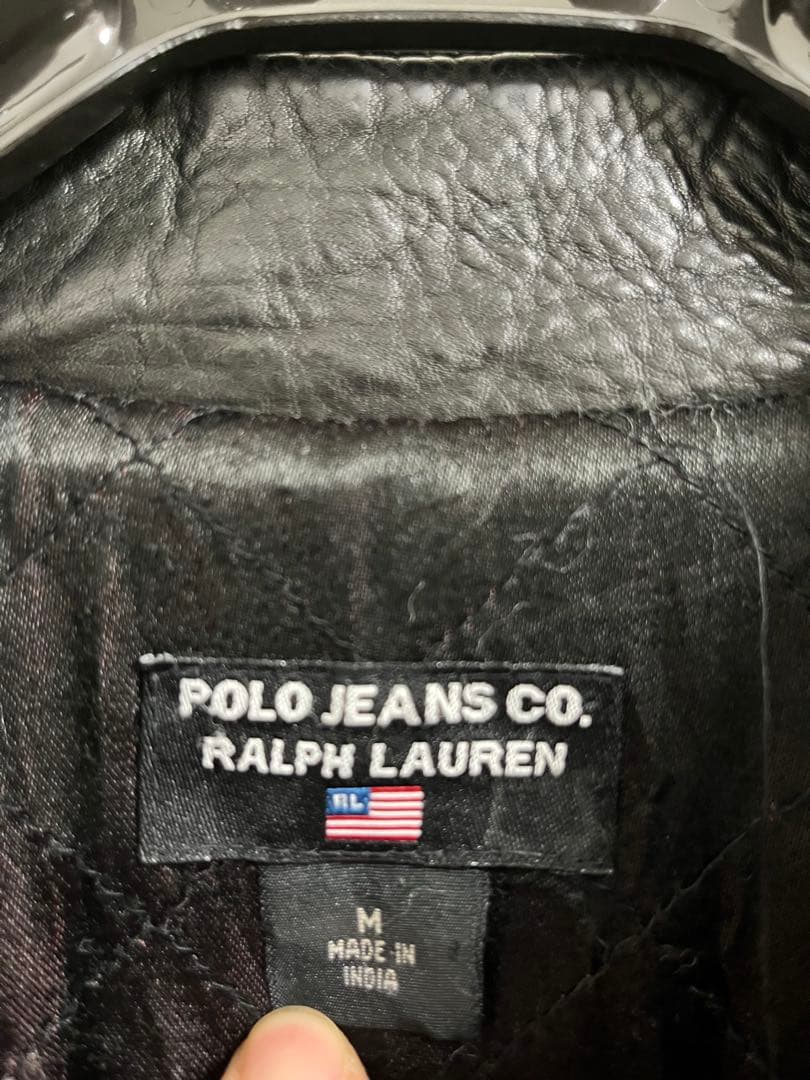 POLO JEANS CO.
RALPH LAUREN
RL
M
MADE IN
INDIA